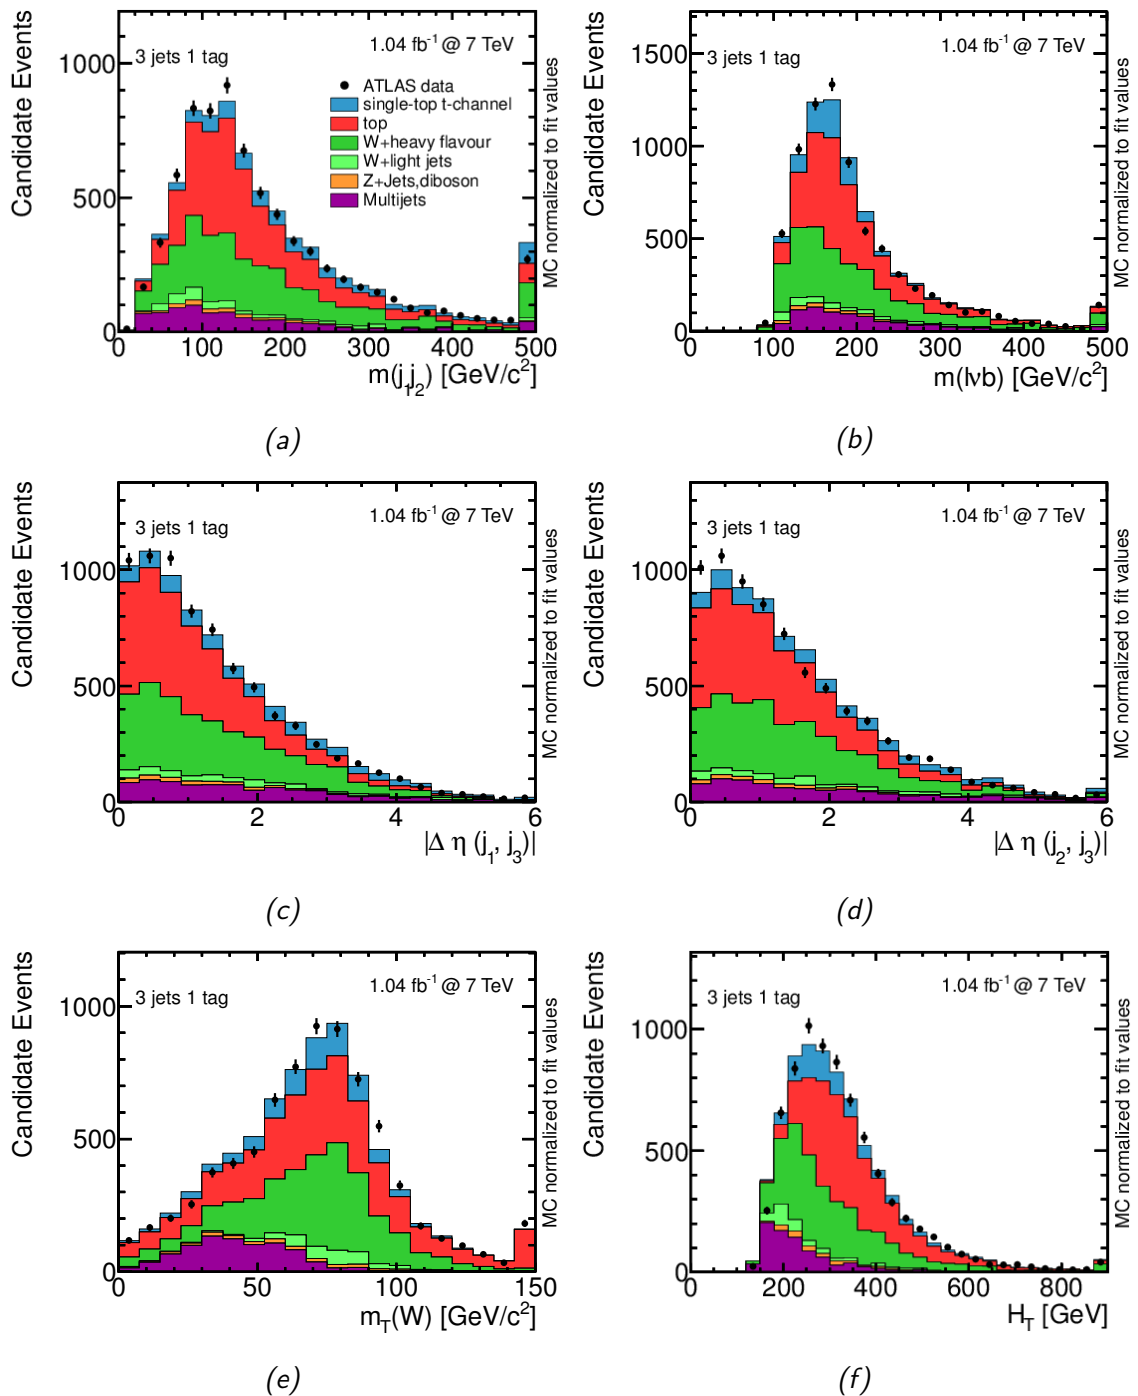 Candidate Events
3 jets 1 tag
1.04 fb⁻¹ @ 7 TeV
ATLAS data
single-top t-channel
top
W+heavy flavour
W+light jets
Z+Jets,diboson
Multijets
MC normalized to fit values
1000
500
0
0 100 200 300 400 500
m(j₁j₂) [GeV/c²]
(a)
Candidate Events
3 jets 1 tag
1.04 fb⁻¹ @ 7 TeV
MC normalized to fit values
1500
1000
500
0
0 100 200 300 400 500
m(lνb) [GeV/c²]
(b)
Candidate Events
3 jets 1 tag
1.04 fb⁻¹ @ 7 TeV
MC normalized to fit values
1000
500
0
0 2 4 6
|Δ η (j₁, j₃)|
(c)
Candidate Events
3 jets 1 tag
1.04 fb⁻¹ @ 7 TeV
MC normalized to fit values
1000
500
0
0 2 4 6
|Δ η (j₂, j₃)|
(d)
Candidate Events
3 jets 1 tag
1.04 fb⁻¹ @ 7 TeV
MC normalized to fit values
1000
500
0
0 50 100 150
m_T(W) [GeV/c²]
(e)
Candidate Events
3 jets 1 tag
1.04 fb⁻¹ @ 7 TeV
MC normalized to fit values
1000
500
0
0 200 400 600 800
H_T [GeV]
(f)